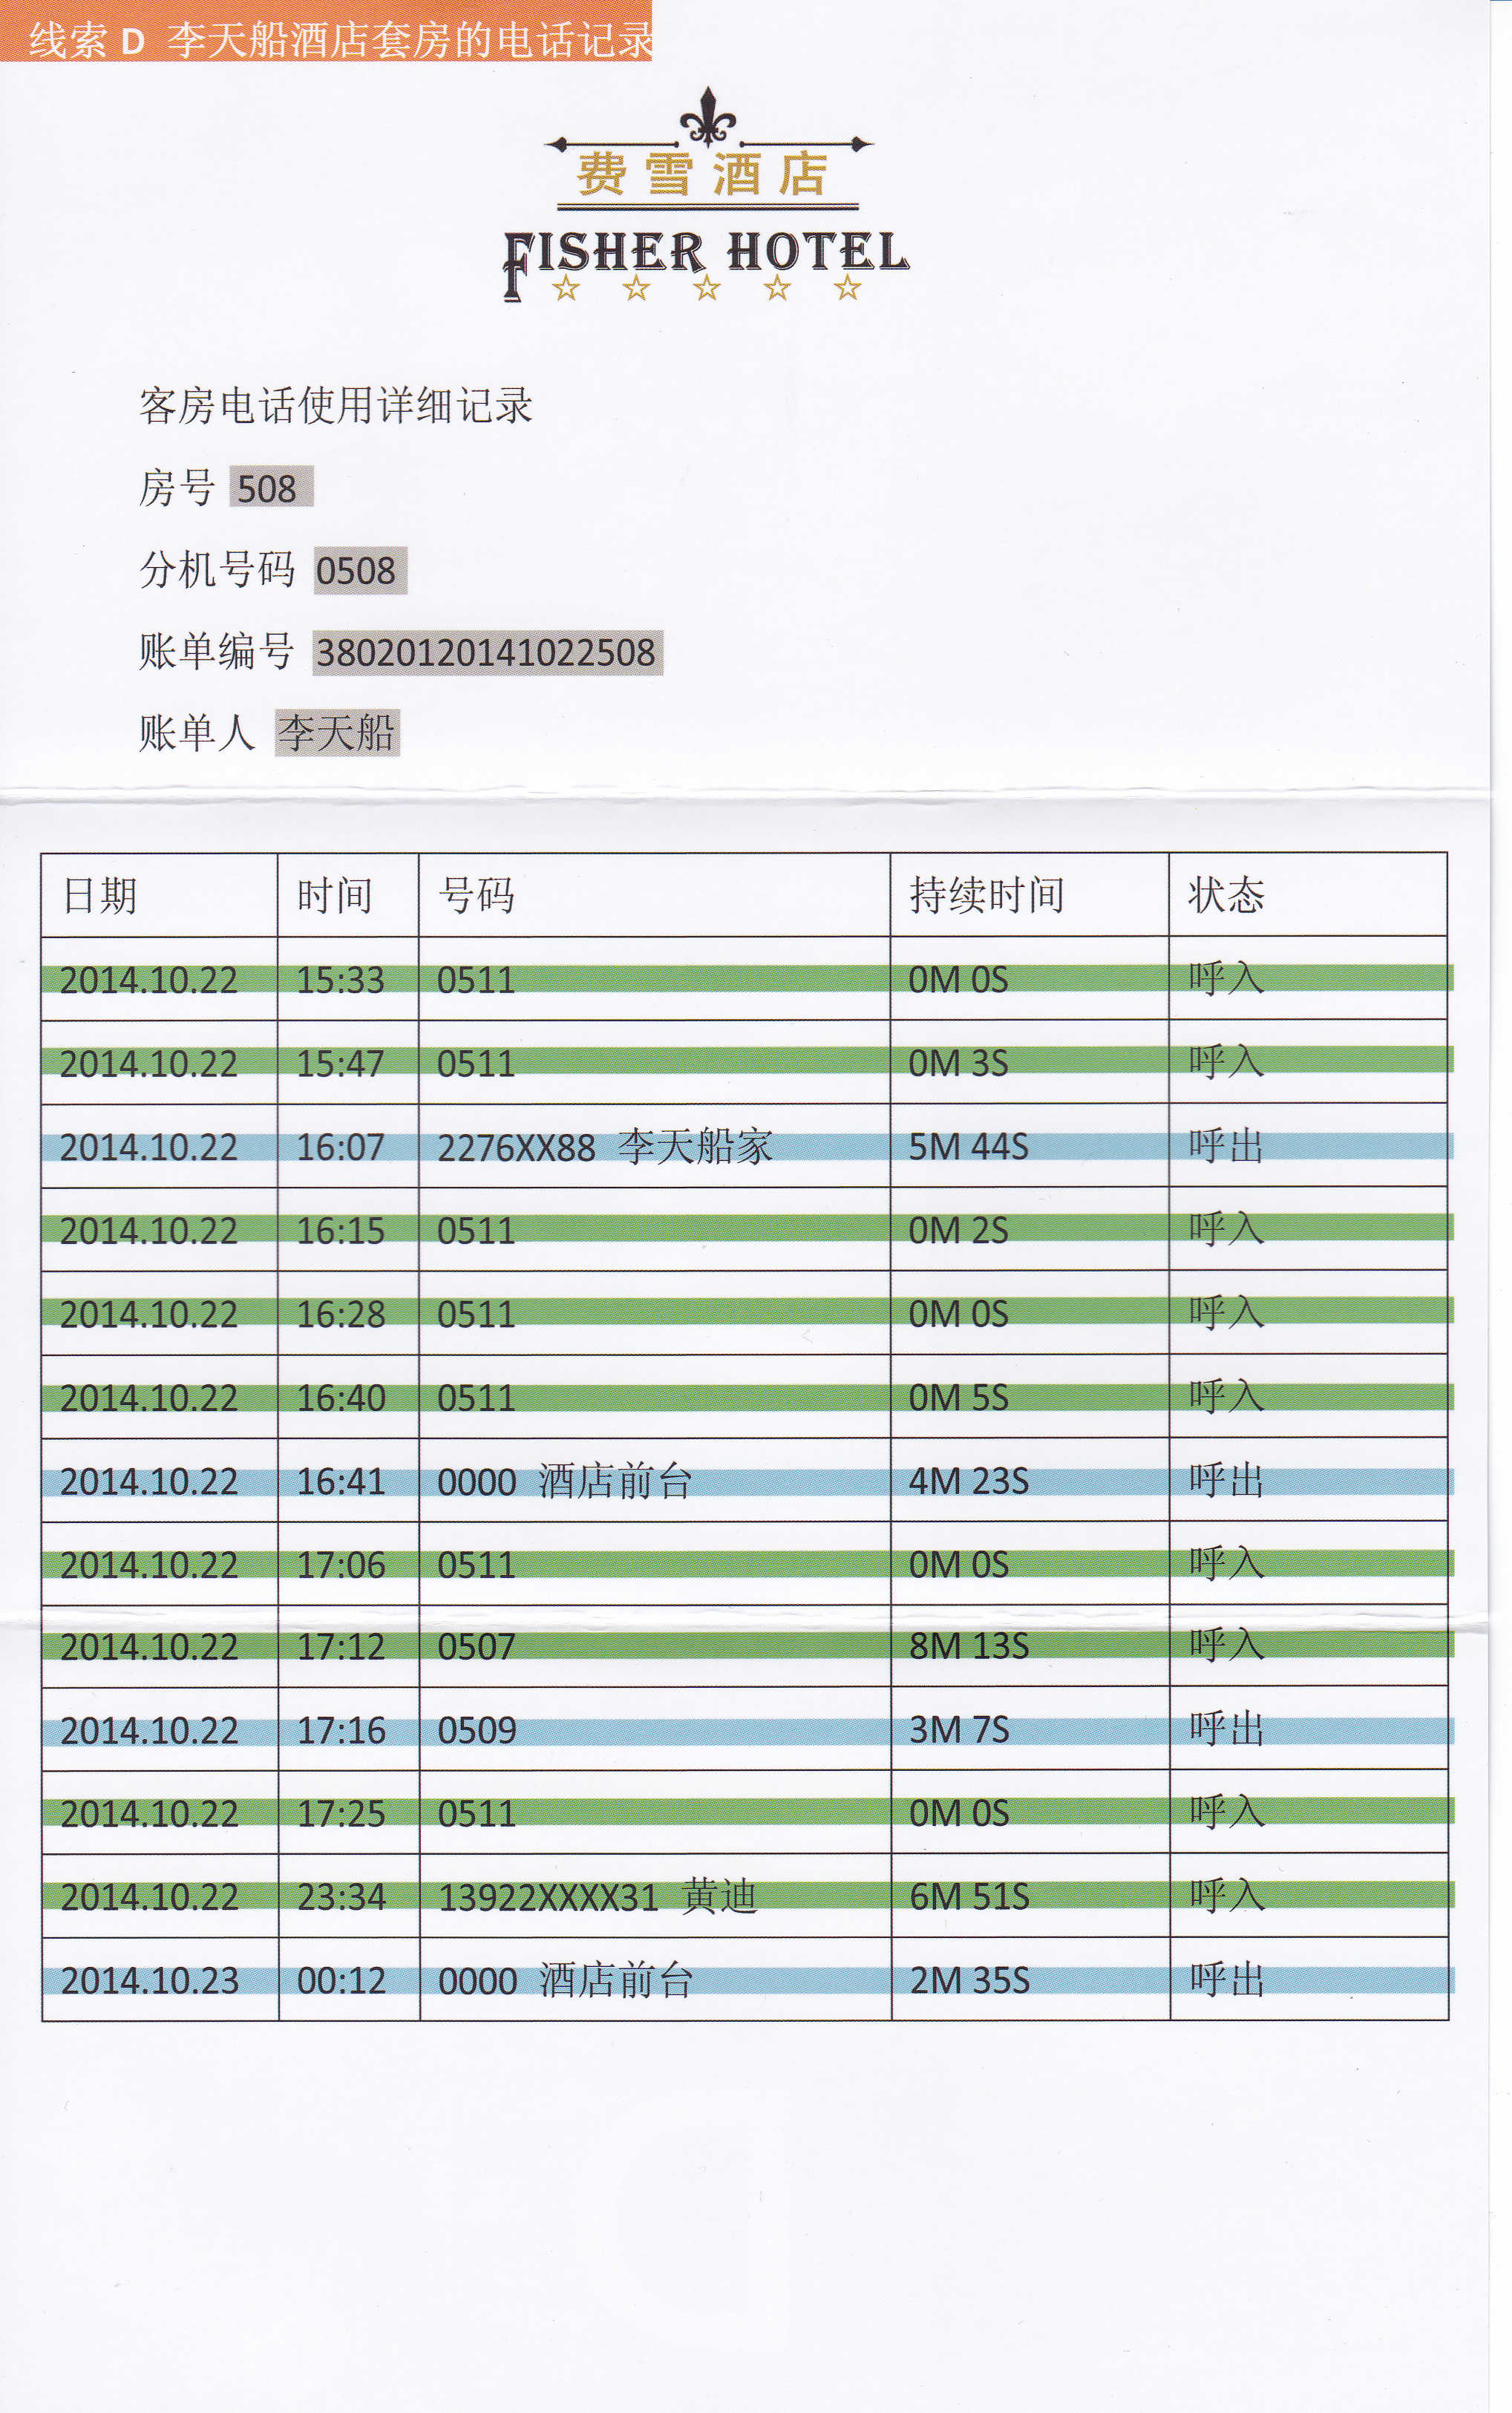 线索 D 李天船酒店套房的电话记录
费雪酒店
FISHER HOTEL
客房电话使用详细记录
房号 508
分机号码 0508
账单编号 38020120141022508
账单人 李天船
日期 时间 号码 持续时间 状态
2014.10.22 15:33 0511 0M 0S 呼入
2014.10.22 15:47 0511 0M 3S 呼入
2014.10.22 16:07 2276XX88 李天船家 5M 44S 呼出
2014.10.22 16:15 0511 0M 2S 呼入
2014.10.22 16:28 0511 0M 0S 呼入
2014.10.22 16:40 0511 0M 5S 呼入
2014.10.22 16:41 0000 酒店前台 4M 23S 呼出
2014.10.22 17:06 0511 0M 0S 呼入
2014.10.22 17:12 0507 8M 13S 呼入
2014.10.22 17:16 0509 3M 7S 呼出
2014.10.22 17:25 0511 0M 0S 呼入
2014.10.22 23:34 13922XXXX31 黄迪 6M 51S 呼入
2014.10.23 00:12 0000 酒店前台 2M 35S 呼出